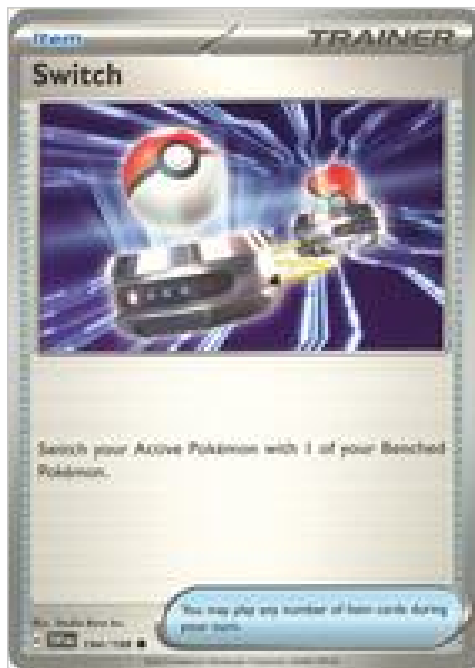 Item
TRAINER
Switch
Switch your Active Pokémon with 1 of your Benched
Pokémon.
You may play any number of Item cards during
your turn.